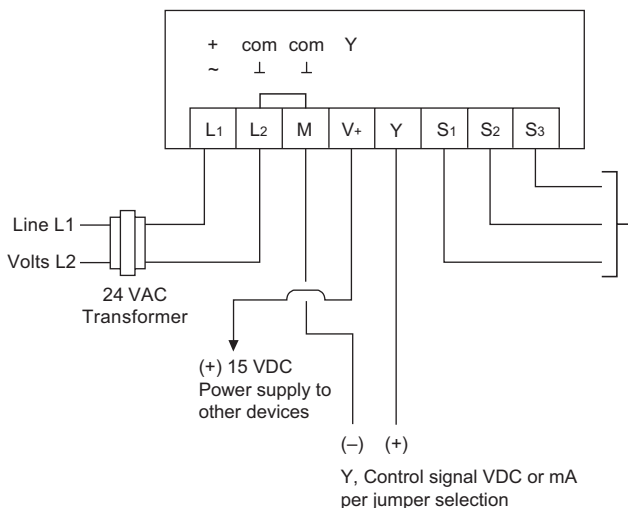 + com com Y
~ ⊥ ⊥
L1 L2 M V+ Y S1 S2 S3
Line L1
Volts L2
24 VAC
Transformer
(+) 15 VDC
Power supply to
other devices
(–) (+)
Y, Control signal VDC or mA
per jumper selection